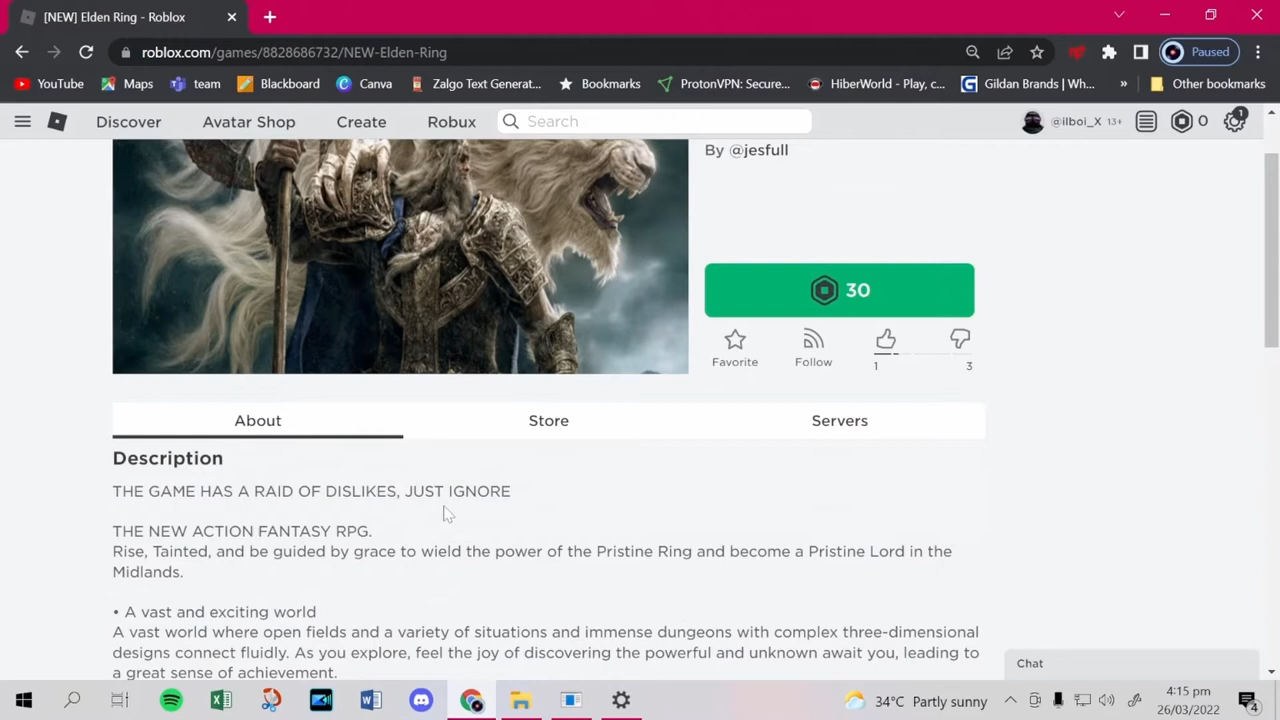 [NEW] Elden Ring - Roblox
roblox.com/games/8828686732/NEW-Elden-Ring
Paused
YouTube
Maps
team
Blackboard
Canva
Zalgo Text Generat...
Bookmarks
ProtonVPN: Secure...
HiberWorld - Play, c...
Gildan Brands | Wh...
»
Other bookmarks
Discover
Avatar Shop
Create
Robux
Search
@ilboi_X 13+
0
1
By @jesfull
30
Favorite
Follow
1
3
About
Store
Servers
Description
THE GAME HAS A RAID OF DISLIKES, JUST IGNORE
THE NEW ACTION FANTASY RPG.
Rise, Tainted, and be guided by grace to wield the power of the Pristine Ring and become a Pristine Lord in the
Midlands.
• A vast and exciting world
A vast world where open fields and a variety of situations and immense dungeons with complex three-dimensional
designs connect fluidly. As you explore, feel the joy of discovering the powerful and unknown await you, leading to
a great sense of achievement.
Chat
34°C Partly sunny
4:15 pm
26/03/2022
4